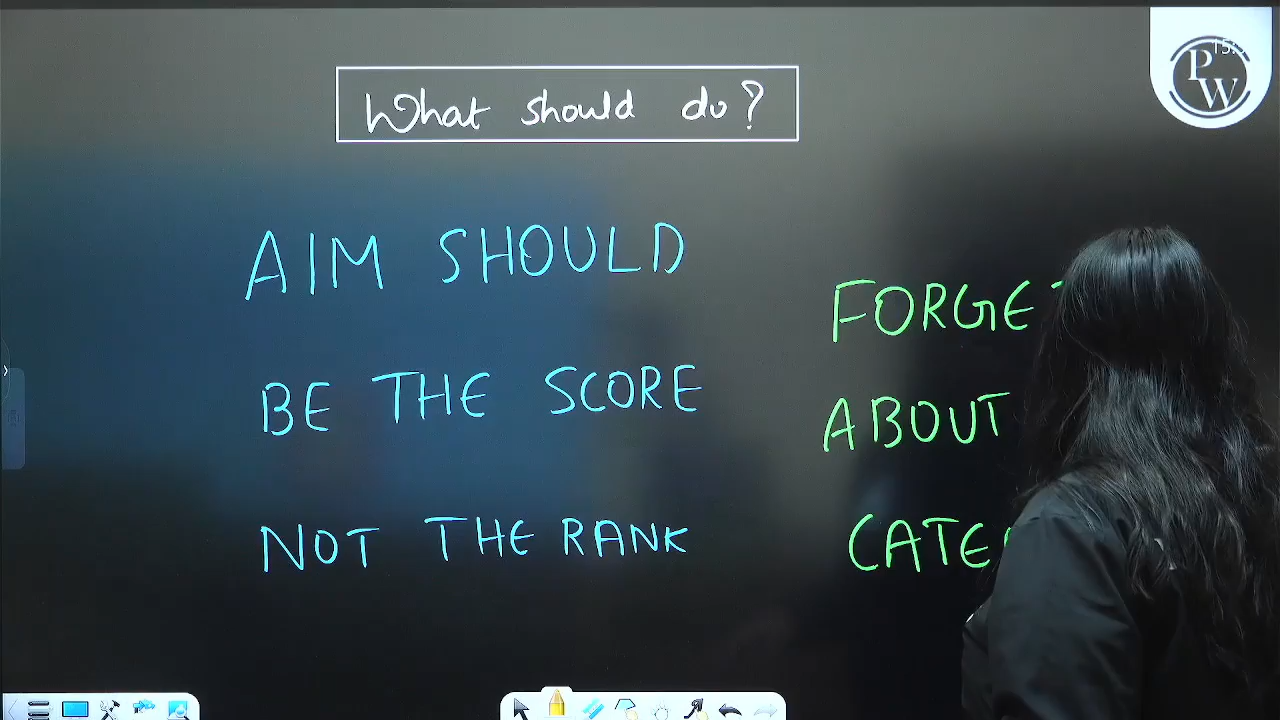 What should do?
AIM SHOULD
BE THE SCORE
NOT THE RANK
FORGE
ABOUT
CATE
PW